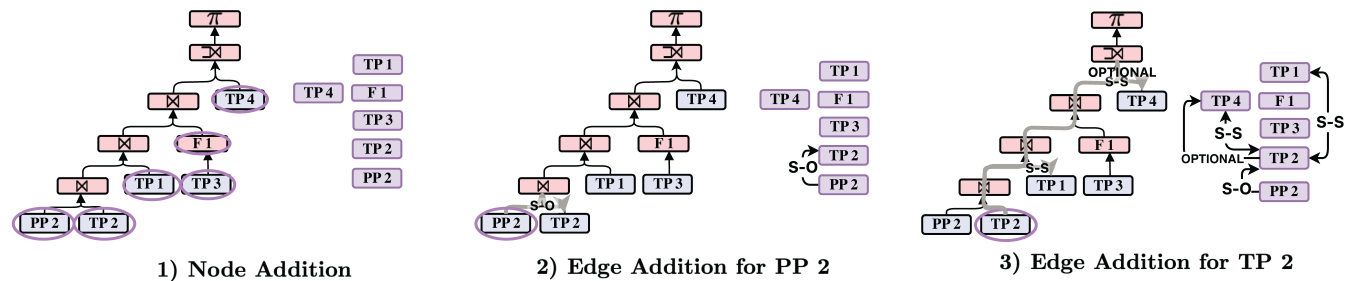 π
⟕
TP 4
⋈
F 1
⋈
TP 1
TP 3
⋈
PP 2
TP 2
TP 1
TP 4
F 1
TP 3
TP 2
PP 2
1) Node Addition
π
⟕
TP 4
⋈
F 1
⋈
TP 1
TP 3
⋈
S-O
PP 2
TP 2
TP 1
TP 4
F 1
TP 3
TP 2
S-O
PP 2
2) Edge Addition for PP 2
π
⟕
OPTIONAL
S-S
TP 4
⋈
F 1
⋈
S-S
TP 1
TP 3
⋈
PP 2
TP 2
TP 1
TP 4
F 1
S-S
TP 3
S-S
OPTIONAL
TP 2
S-O
PP 2
3) Edge Addition for TP 2